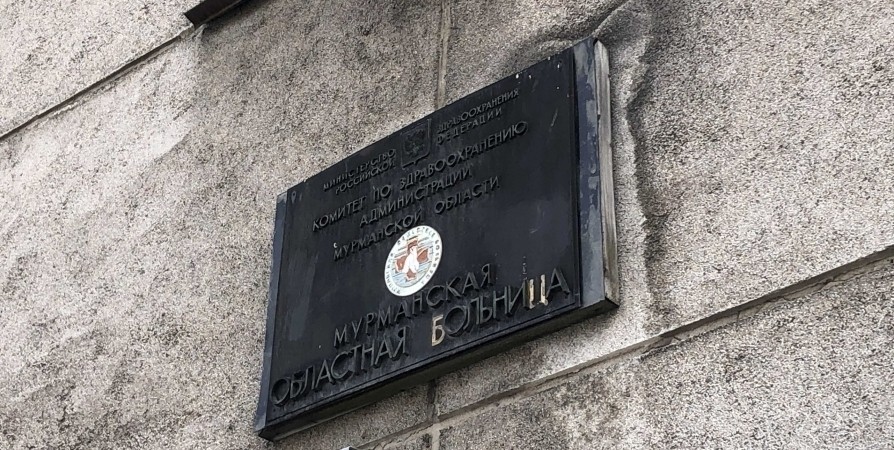 МИНИСТЕРСТВО ЗДРАВООХРАНЕНИЯ
РОССИЙСКОЙ ФЕДЕРАЦИИ
КОМИТЕТ ПО ЗДРАВООХРАНЕНИЮ
АДМИНИСТРАЦИИ
МУРМАНСКОЙ ОБЛАСТИ
МУРМАНСКАЯ
ОБЛАСТНАЯ БОЛЬНИЦА